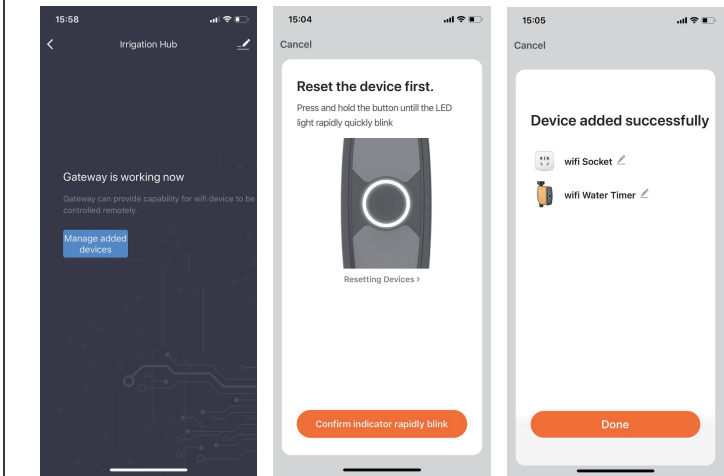 15:58
Irrigation Hub
Gateway is working now
Gateway can provide capability for wifi device to be
controlled remotely.
Manage added
devices
15:04
Cancel
Reset the device first.
Press and hold the button untill the LED
light rapidly quickly blink
Resetting Devices >
Confirm indicator rapidly blink
15:05
Cancel
Device added successfully
wifi Socket
wifi Water Timer
Done